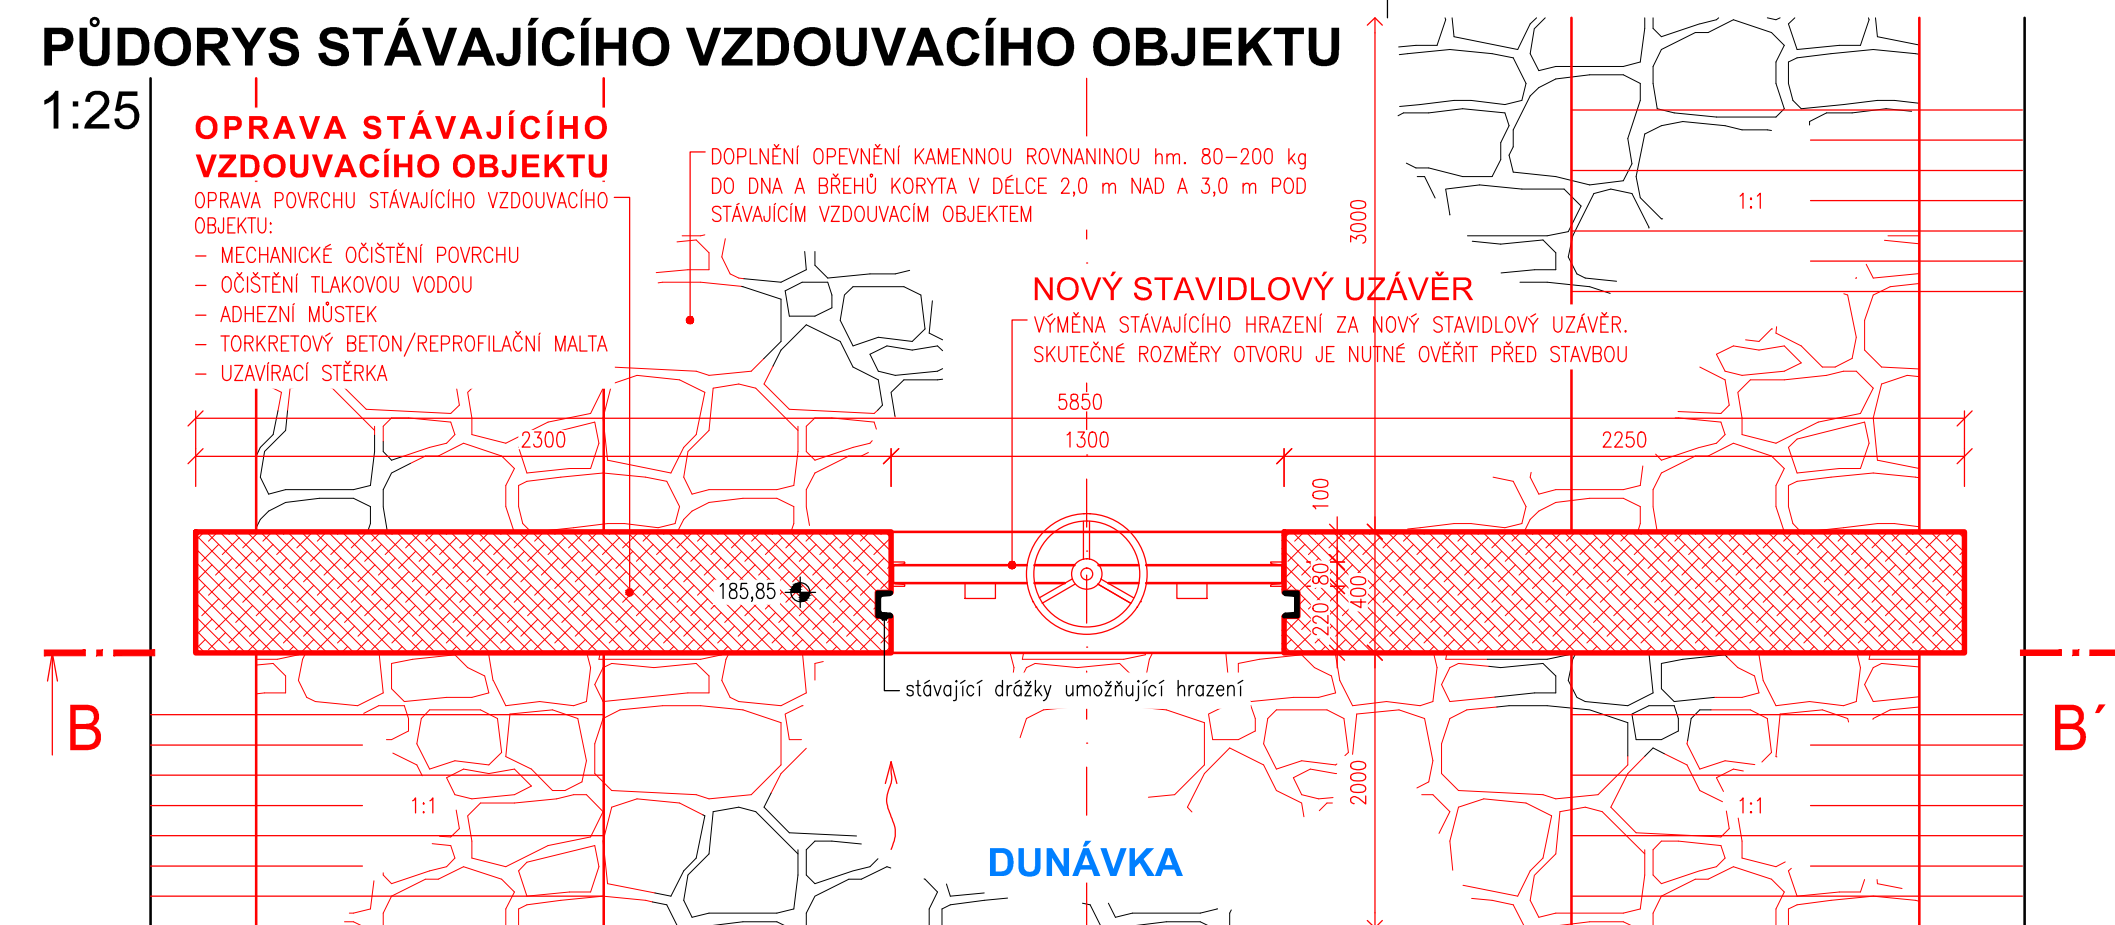 PŮDORYS STÁVAJÍCÍHO VZDOUVACÍHO OBJEKTU
1:25
OPRAVA STÁVAJÍCÍHO
VZDOUVACÍHO OBJEKTU
OPRAVA POVRCHU STÁVAJÍCÍHO VZDOUVACÍHO
OBJEKTU:
– MECHANICKÉ OČIŠTĚNÍ POVRCHU
– OČIŠTĚNÍ TLAKOVOU VODOU
– ADHEZNÍ MŮSTEK
– TORKRETOVÝ BETON/REPROFILAČNÍ MALTA
– UZAVÍRACÍ STĚRKA
DOPLNĚNÍ OPEVNĚNÍ KAMENNOU ROVNANINOU hm. 80–200 kg
DO DNA A BŘEHŮ KORYTA V DÉLCE 2,0 m NAD A 3,0 m POD
STÁVAJÍCÍM VZDOUVACÍM OBJEKTEM
3000
1:1
NOVÝ STAVIDLOVÝ UZÁVĚR
VÝMĚNA STÁVAJÍCÍHO HRAZENÍ ZA NOVÝ STAVIDLOVÝ UZÁVĚR.
SKUTEČNÉ ROZMĚRY OTVORU JE NUTNÉ OVĚŘIT PŘED STAVBOU
5850
2300
1300
2250
100
80
220
400
185,85
stávající drážky umožňující hrazení
B
B´
2000
1:1
1:1
DUNÁVKA